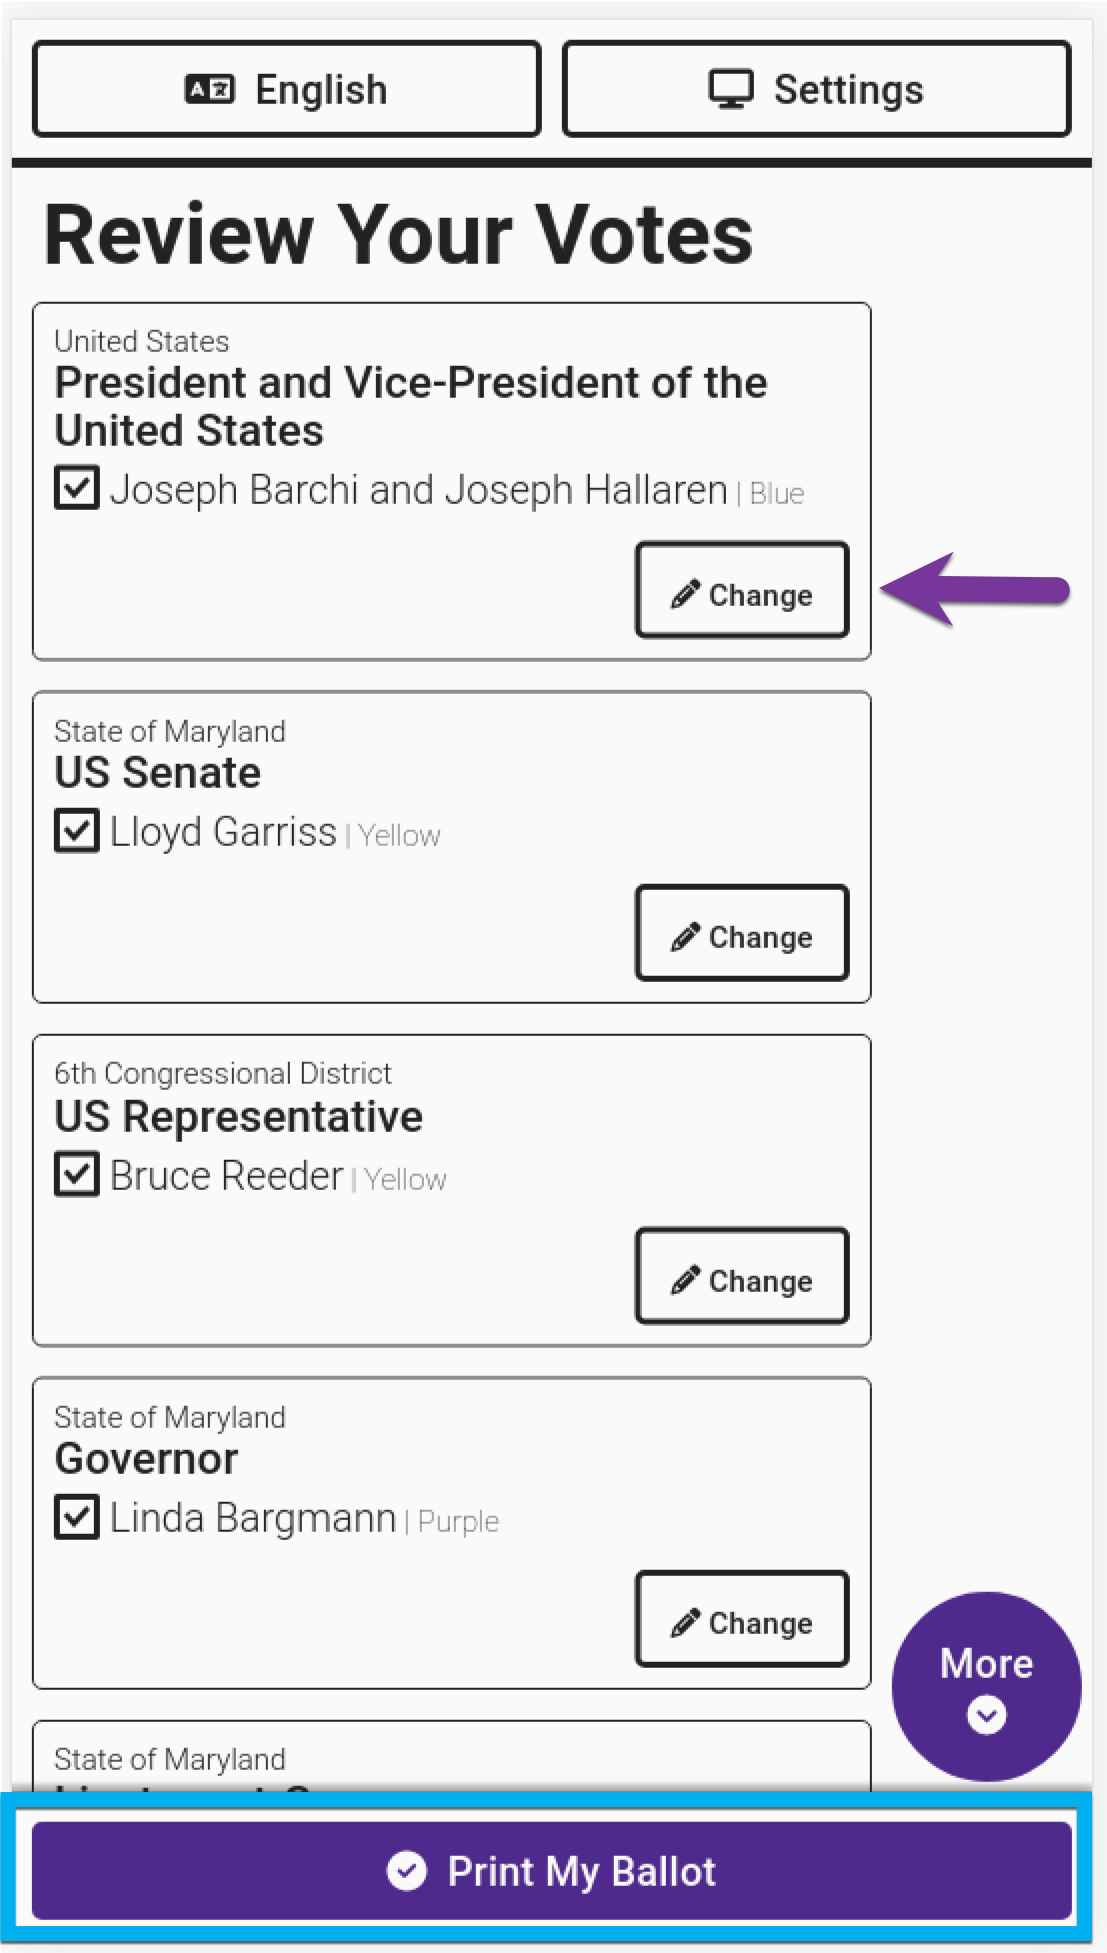 English
Settings
Review Your Votes
United States
President and Vice-President of the
United States
Joseph Barchi and Joseph Hallaren | Blue
Change
State of Maryland
US Senate
Lloyd Garriss | Yellow
Change
6th Congressional District
US Representative
Bruce Reeder | Yellow
Change
State of Maryland
Governor
Linda Bargmann | Purple
Change
More
State of Maryland
Print My Ballot